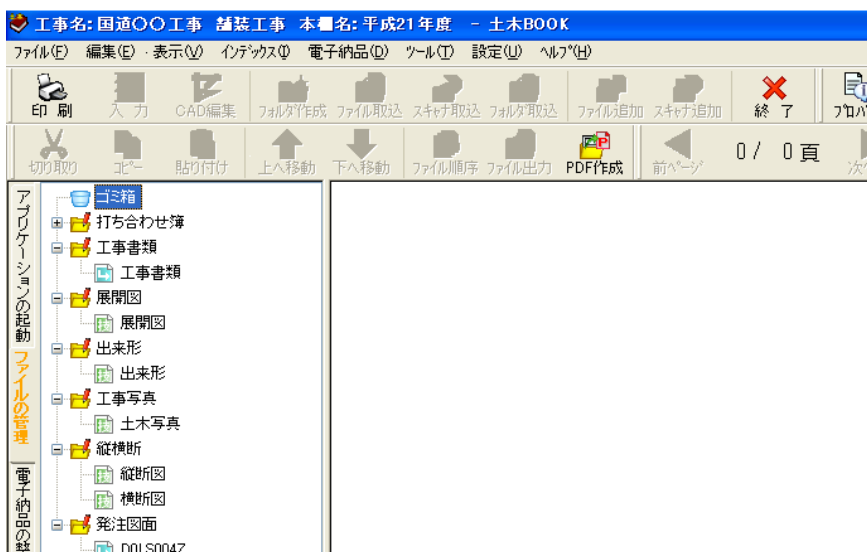 工事名:国道〇〇工事 舗装工事 本棚名:平成21年度 - 土木BOOK
ファイル(F) 編集(E) 表示(V) インデックス(I) 電子納品(D) ツール(T) 設定(U) ヘルプ(H)
印刷 入力 CAD編集 フォルダ作成 ファイル取込 スキャナ取込 フォルダ取込 ファイル追加 スキャナ追加 終了
切り取り コピー 貼り付け 上へ移動 下へ移動 ファイル順序 ファイル出力 PDF作成 前ページ 0/ 0頁
アプリケーションの起動
ファイルの管理
ゴミ箱
打ち合わせ簿
工事書類
工事書類
展開図
展開図
出来形
出来形
工事写真
土木写真
縦横断
縦断図
横断図
発注図面
D0LS004Z